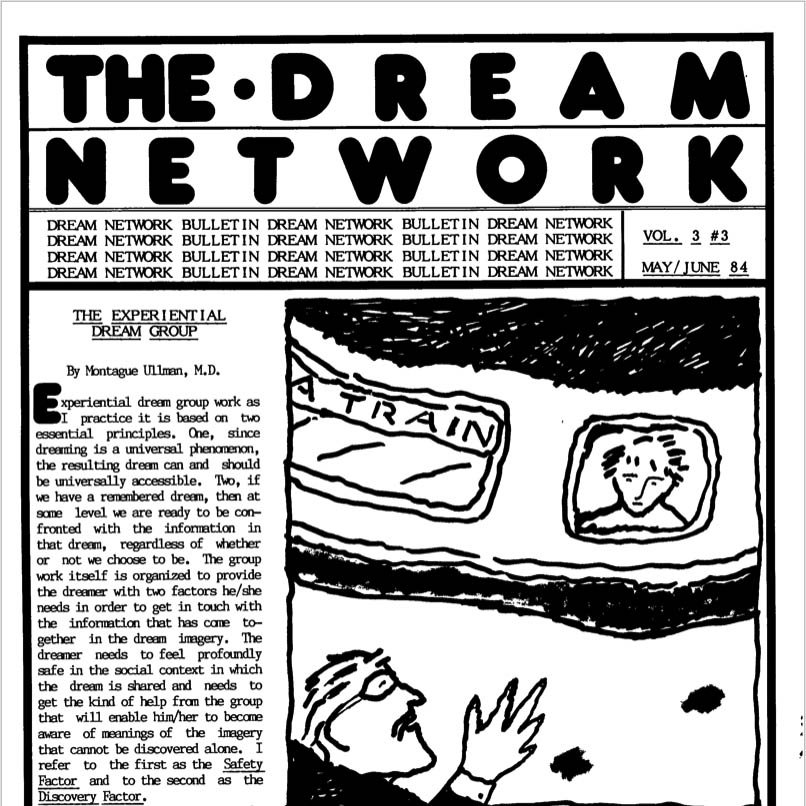 THE • DREAM
NETWORK
DREAM NETWORK BULLETIN DREAM NETWORK BULLETIN DREAM NETWORK
DREAM NETWORK BULLETIN DREAM NETWORK BULLETIN DREAM NETWORK
DREAM NETWORK BULLETIN DREAM NETWORK BULLETIN DREAM NETWORK
DREAM NETWORK BULLETIN DREAM NETWORK BULLETIN DREAM NETWORK
VOL. 3 #3
MAY/JUNE 84
THE EXPERIENTIAL
DREAM GROUP
By Montague Ullman, M.D.
Experiential dream group work as
I practice it is based on two
essential principles. One, since
dreaming is a universal phenomenon,
the resulting dream can and should
be universally accessible. Two, if
we have a remembered dream, then at
some level we are ready to be con-
fronted with the information in
that dream, regardless of whether
or not we choose to be. The group
work itself is organized to provide
the dreamer with two factors he/she
needs in order to get in touch with
the information that has come to-
gether in the dream imagery. The
dreamer needs to feel profoundly
safe in the social context in which
the dream is shared and needs to
get the kind of help from the group
that will enable him/her to become
aware of meanings of the imagery
that cannot be discovered alone. I
refer to the first as the Safety
Factor and to the second as the
Discovery Factor.
A TRAIN